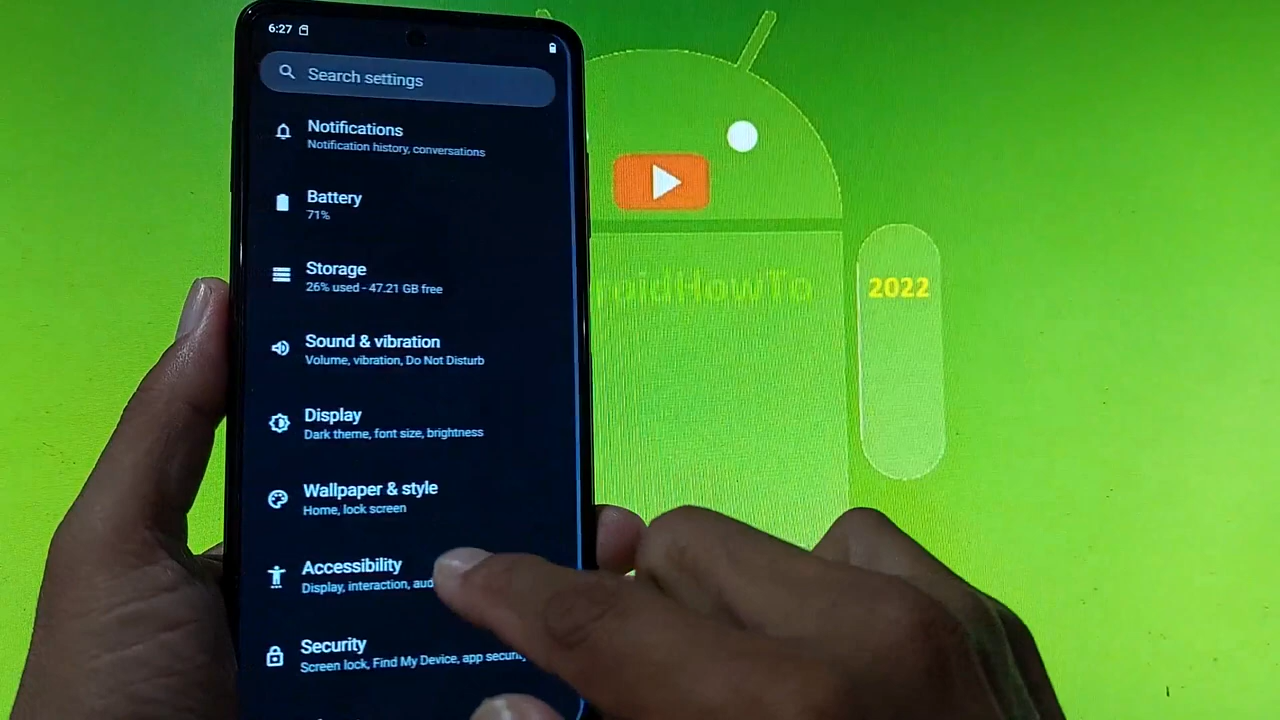 6:27
Search settings
Notifications
Notification history, conversations
Battery
71%
Storage
26% used - 47.21 GB free
Sound & vibration
Volume, vibration, Do Not Disturb
Display
Dark theme, font size, brightness
Wallpaper & style
Home, lock screen
Accessibility
Display, interaction,
Security
Screen lock, Find My Device, app
oidHowTo
2022